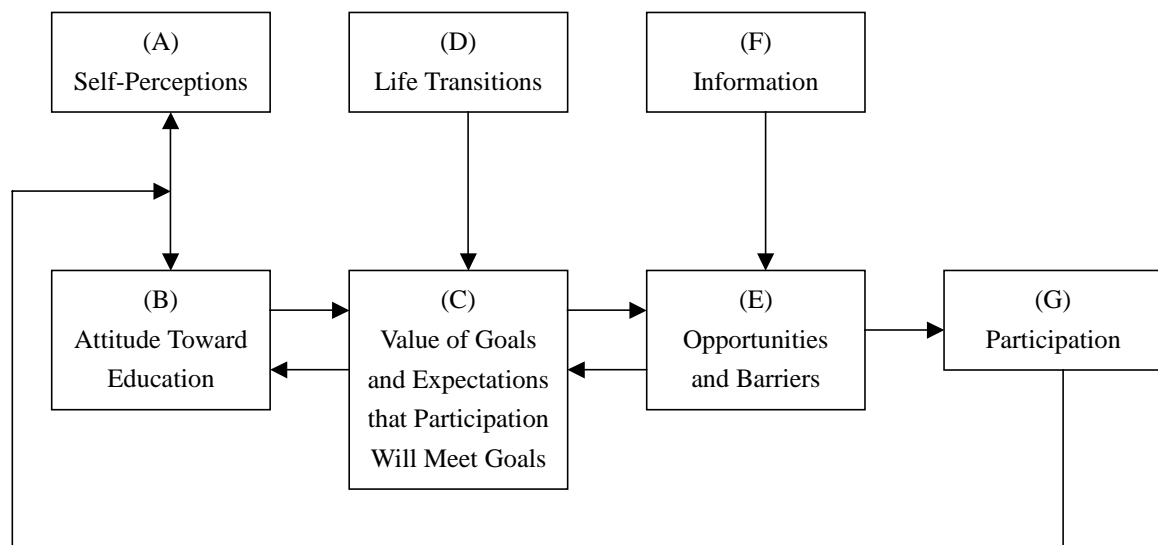 (A)
Self-Perceptions
(D)
Life Transitions
(F)
Information
(B)
Attitude Toward
Education
(C)
Value of Goals
and Expectations
that Participation
Will Meet Goals
(E)
Opportunities
and Barriers
(G)
Participation